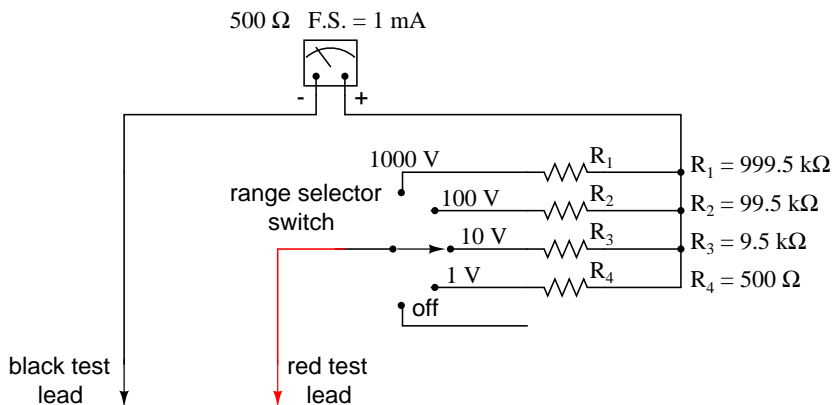 500 Ω F.S. = 1 mA
- +
1000 V R1 R1 = 999.5 kΩ
range selector
switch
100 V R2 R2 = 99.5 kΩ
10 V R3 R3 = 9.5 kΩ
1 V R4 R4 = 500 Ω
off
black test
lead
red test
lead